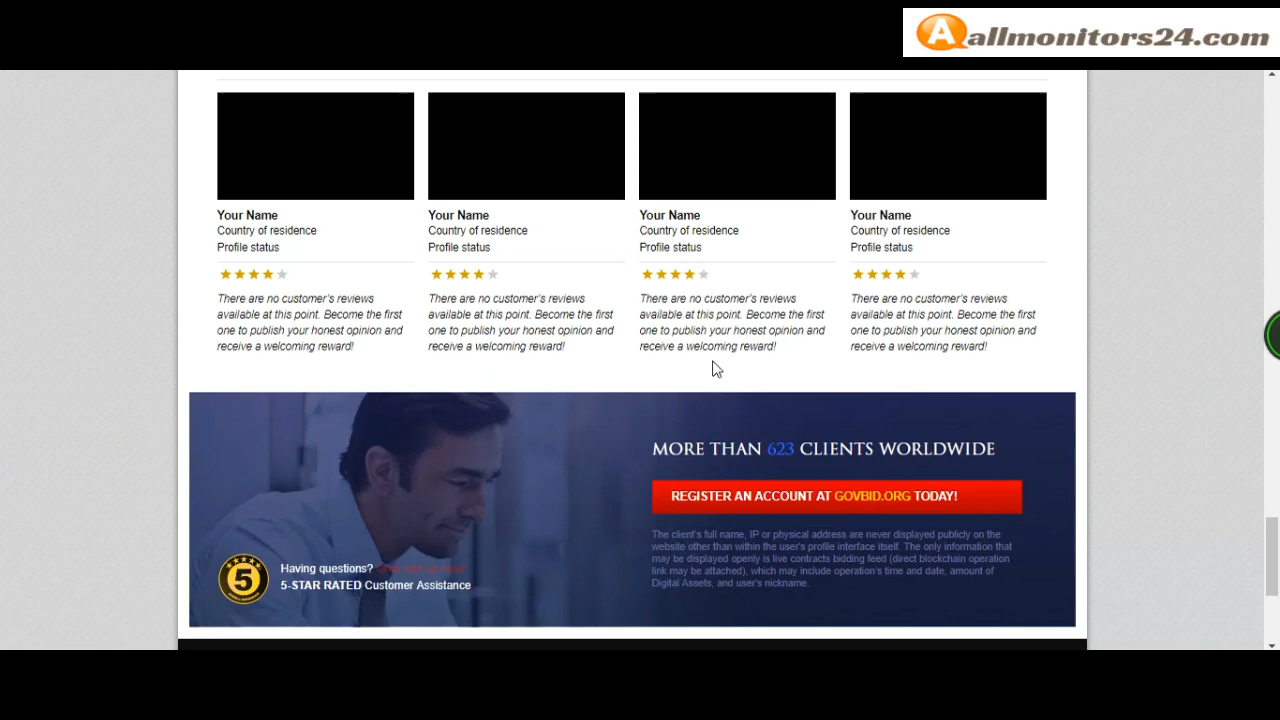 Aallmonitors24.com
Your Name
Country of residence
Profile status
There are no customer's reviews
available at this point. Become the first
one to publish your honest opinion and
receive a welcoming reward!
Your Name
Country of residence
Profile status
There are no customer's reviews
available at this point. Become the first
one to publish your honest opinion and
receive a welcoming reward!
Your Name
Country of residence
Profile status
There are no customer's reviews
available at this point. Become the first
one to publish your honest opinion and
receive a welcoming reward!
Your Name
Country of residence
Profile status
There are no customer's reviews
available at this point. Become the first
one to publish your honest opinion and
receive a welcoming reward!
MORE THAN 623 CLIENTS WORLDWIDE
REGISTER AN ACCOUNT AT GOVBID.ORG TODAY!
The client's full name, IP or physical address are never displayed publicly on the
website other than within the user's profile interface itself. The only information that
may be displayed openly is live contracts bidding feed (direct blockchain operation
link may be attached), which may include operation's time and date, amount of
Digital Assets, and user's nickname.
5
Having questions?
5-STAR RATED Customer Assistance